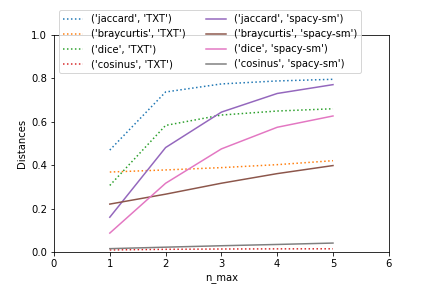 ('jaccard', 'TXT') ('jaccard', 'spacy-sm')
('braycurtis', 'TXT') ('braycurtis', 'spacy-sm')
('dice', 'TXT') ('dice', 'spacy-sm')
('cosinus', 'TXT') ('cosinus', 'spacy-sm')
1.0
0.8
0.6
0.4
0.2
0.0
Distances
0 1 2 3 4 5 6
n_max